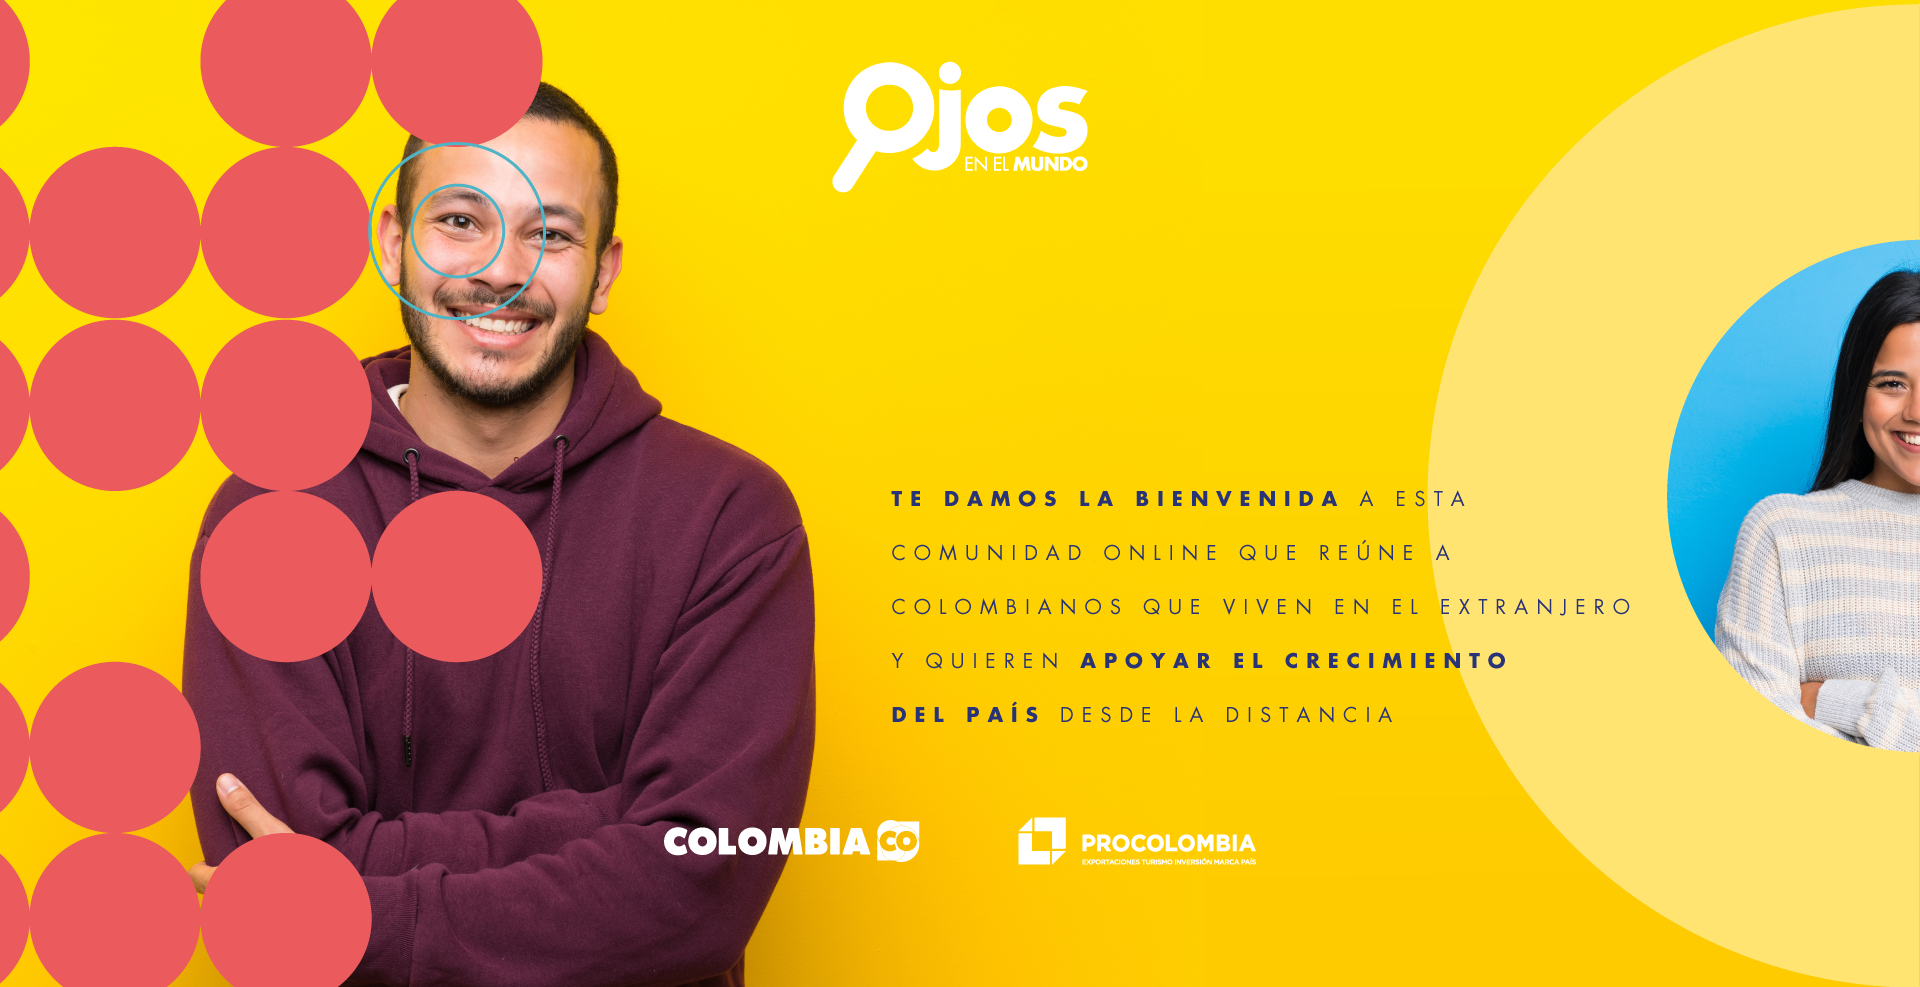 Ojos
EN EL MUNDO
TE DAMOS LA BIENVENIDA A ESTA
COMUNIDAD ONLINE QUE REÚNE A
COLOMBIANOS QUE VIVEN EN EL EXTRANJERO
Y QUIEREN APOYAR EL CRECIMIENTO
DEL PAÍS DESDE LA DISTANCIA
COLOMBIA CO
PROCOLOMBIA
EXPORTACIONES TURISMO INVERSIÓN MARCA PAÍS